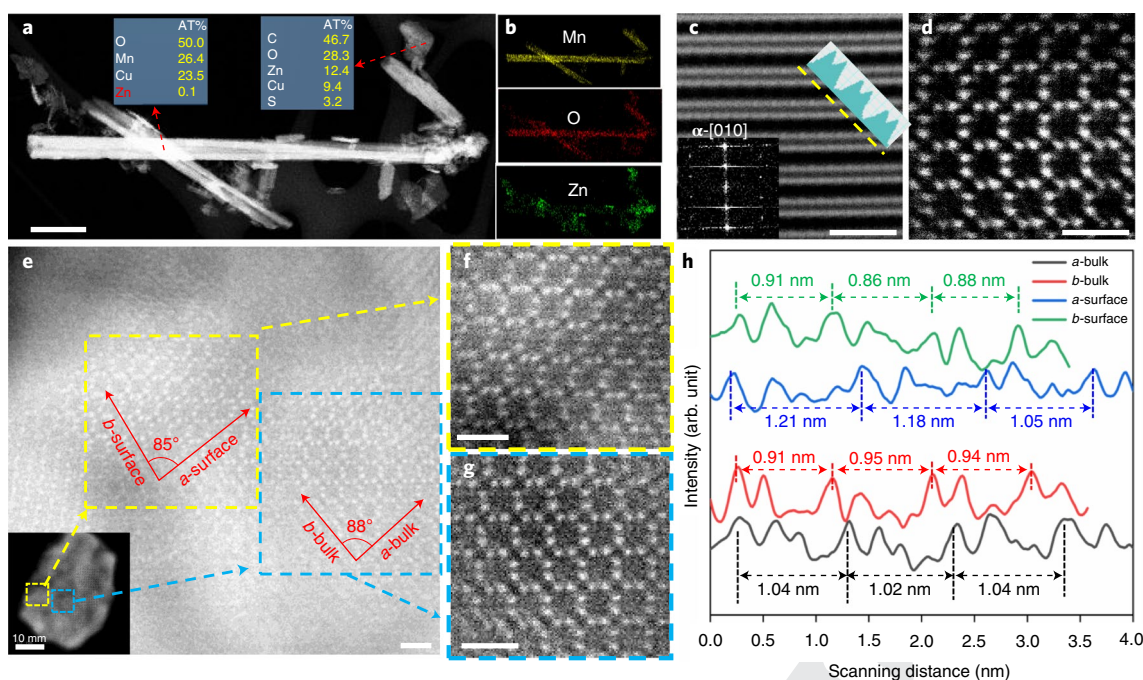 a
AT%
O 50.0
Mn 26.4
Cu 23.5
Zn 0.1
AT%
C 46.7
O 28.3
Zn 12.4
Cu 9.4
S 3.2
b
Mn
O
Zn
c
α-[010]
d
e
b-surface
85°
a-surface
b-bulk
88°
a-bulk
10 mm
f
g
h
a-bulk
b-bulk
a-surface
b-surface
0.91 nm 0.86 nm 0.88 nm
1.21 nm 1.18 nm 1.05 nm
0.91 nm 0.95 nm 0.94 nm
1.04 nm 1.02 nm 1.04 nm
Intensity (arb. unit)
0.0 0.5 1.0 1.5 2.0 2.5 3.0 3.5 4.0
Scanning distance (nm)